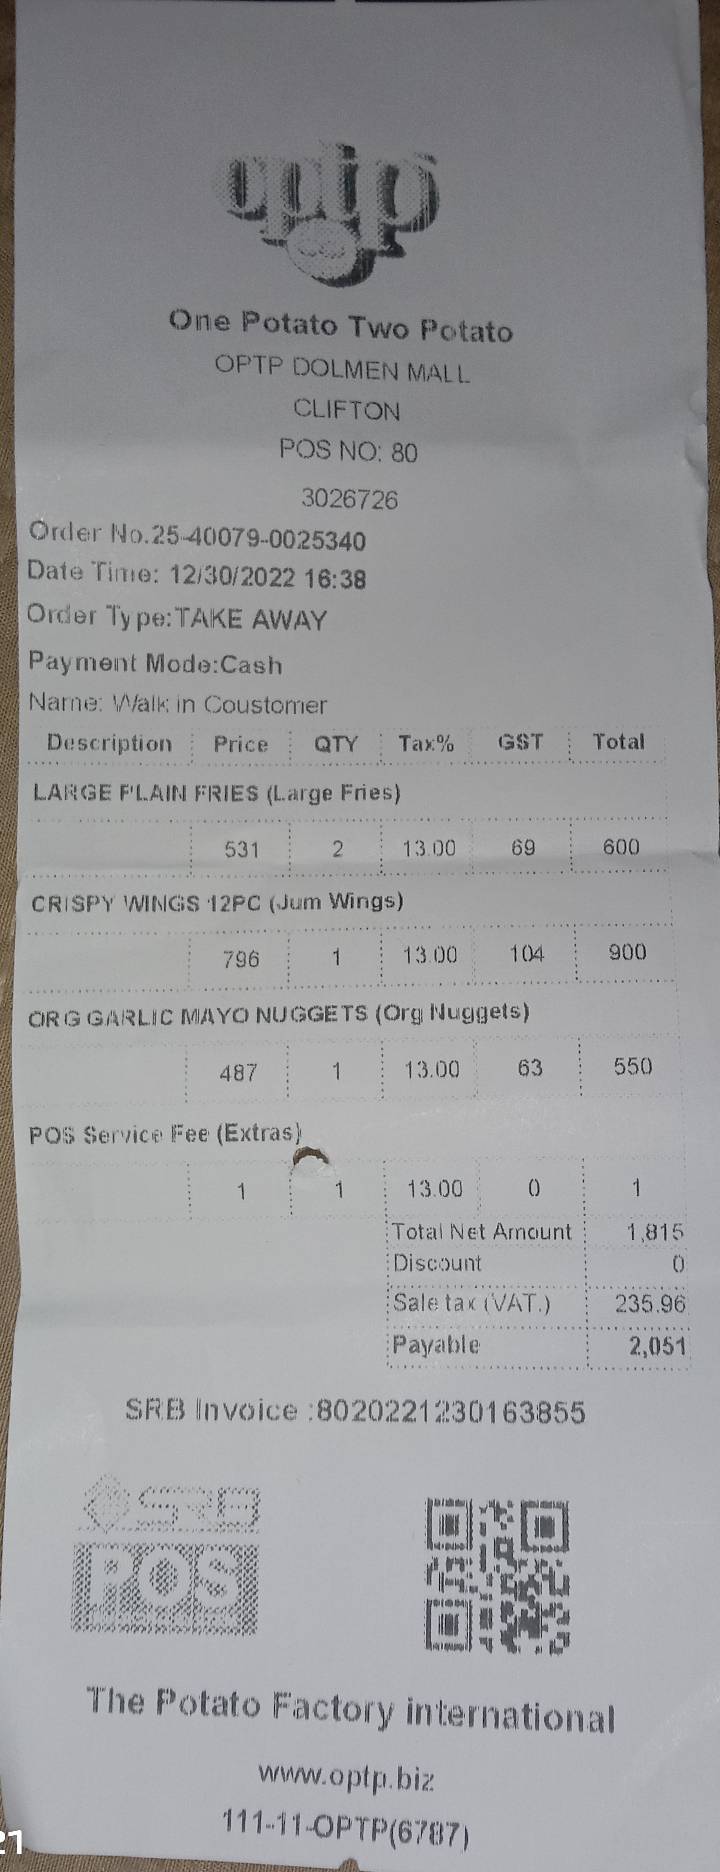 optp
One Potato Two Potato
OPTP DOLMEN MALL
CLIFTON
POS NO: 80
3026726
Order No.25-40079-0025340
Date Time: 12/30/2022 16:38
Order Type:TAKE AWAY
Payment Mode:Cash
Name: Walk in Coustomer
Description Price QTY Tax% GST Total
LARGE PLAIN FRIES (Large Fries)
531 2 13.00 69 600
CRISPY WINGS 12PC (Jum Wings)
796 1 13.00 104 900
ORG GARLIC MAYO NUGGETS (Org Nuggets)
487 1 13.00 63 550
POS Service Fee (Extras)
1 1 13.00 0 1
Total Net Amount 1,815
Discount 0
Sale tax (VAT.) 235.96
Payable 2,051
SRB Invoice :8020221230163855
SRB
POS
The Potato Factory international
www.optp.biz
111-11-OPTP(6787)
21